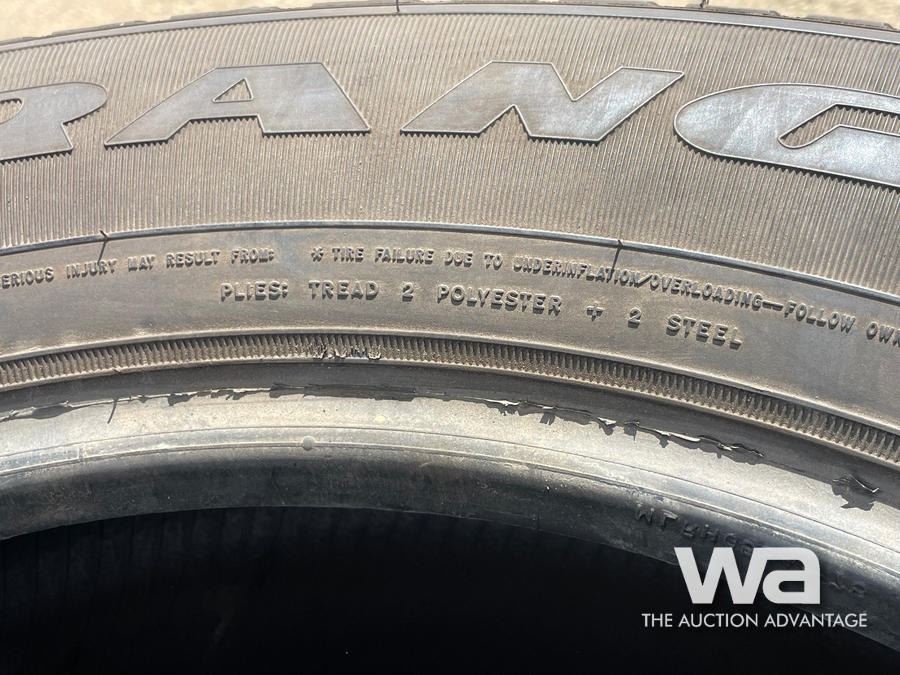 RANG
SERIOUS INJURY MAY RESULT FROM: * TIRE FAILURE DUE TO UNDERINFLATION/OVERLOADING—FOLLOW OWN
PLIES: TREAD 2 POLYESTER + 2 STEEL
wa
THE AUCTION ADVANTAGE